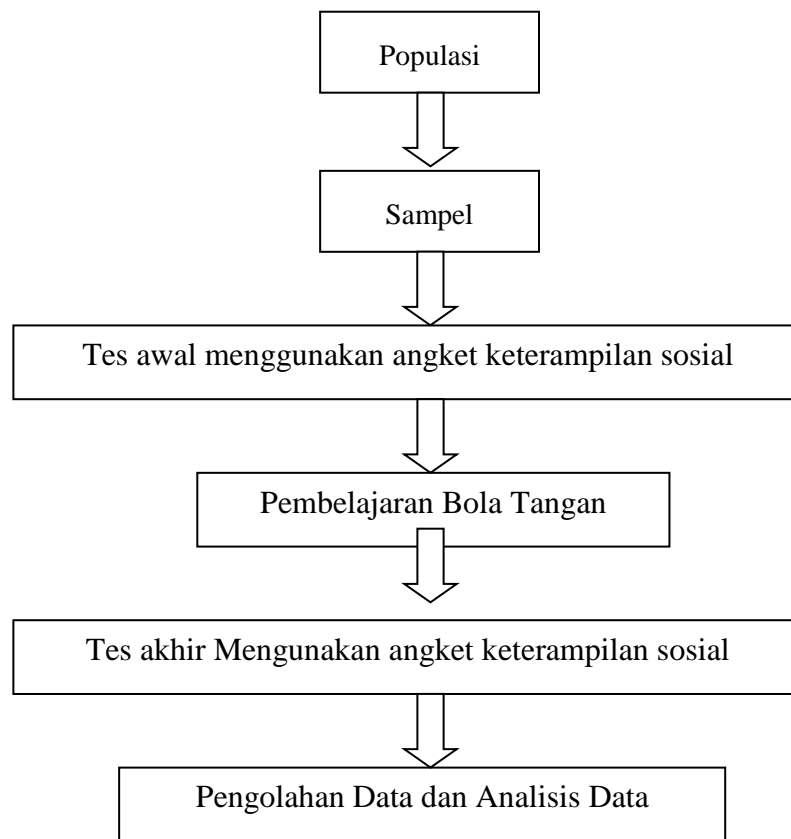 Populasi
Sampel
Tes awal menggunakan angket keterampilan sosial
Pembelajaran Bola Tangan
Tes akhir Mengunakan angket keterampilan sosial
Pengolahan Data dan Analisis Data